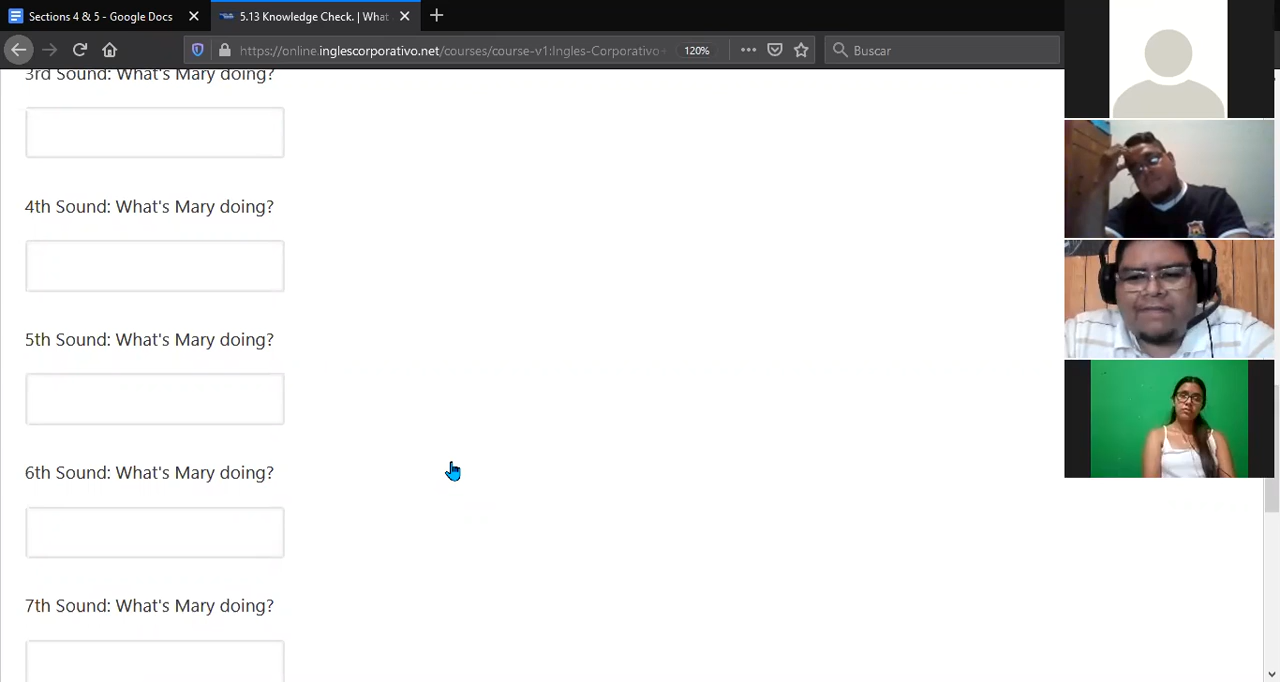 Sections 4 & 5 - Google Docs
5.13 Knowledge Check. | What
https://online.inglescorporativo.net/courses/course-v1:Ingles-Corporativo+
120%
Buscar
3rd Sound: What's Mary doing?
4th Sound: What's Mary doing?
5th Sound: What's Mary doing?
6th Sound: What's Mary doing?
7th Sound: What's Mary doing?